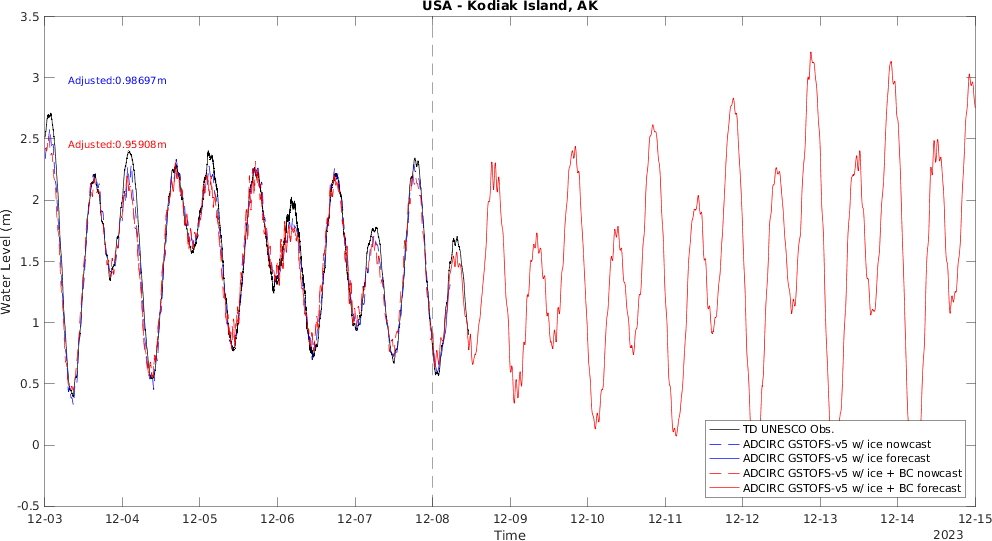 USA - Kodiak Island, AK
3.5
3
2.5
2
1.5
1
0.5
0
-0.5
Water Level (m)
Adjusted:0.98697m
Adjusted:0.95908m
TD UNESCO Obs.
ADCIRC GSTOFS-v5 w/ ice nowcast
ADCIRC GSTOFS-v5 w/ ice forecast
ADCIRC GSTOFS-v5 w/ ice + BC nowcast
ADCIRC GSTOFS-v5 w/ ice + BC forecast
12-03 12-04 12-05 12-06 12-07 12-08 12-09 12-10 12-11 12-12 12-13 12-14 12-15
Time
2023